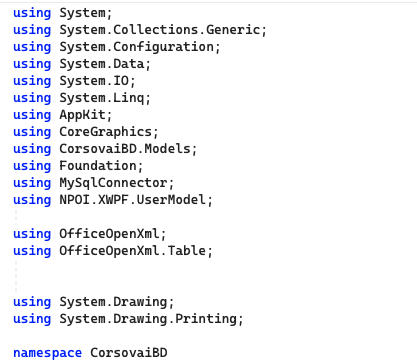 using System;
using System.Collections.Generic;
using System.Configuration;
using System.Data;
using System.IO;
using System.Linq;
using AppKit;
using CoreGraphics;
using CorsovaiBD.Models;
using Foundation;
using MySqlConnector;
using NPOI.XWPF.UserModel;
using OfficeOpenXml;
using OfficeOpenXml.Table;
using System.Drawing;
using System.Drawing.Printing;
namespace CorsovaiBD